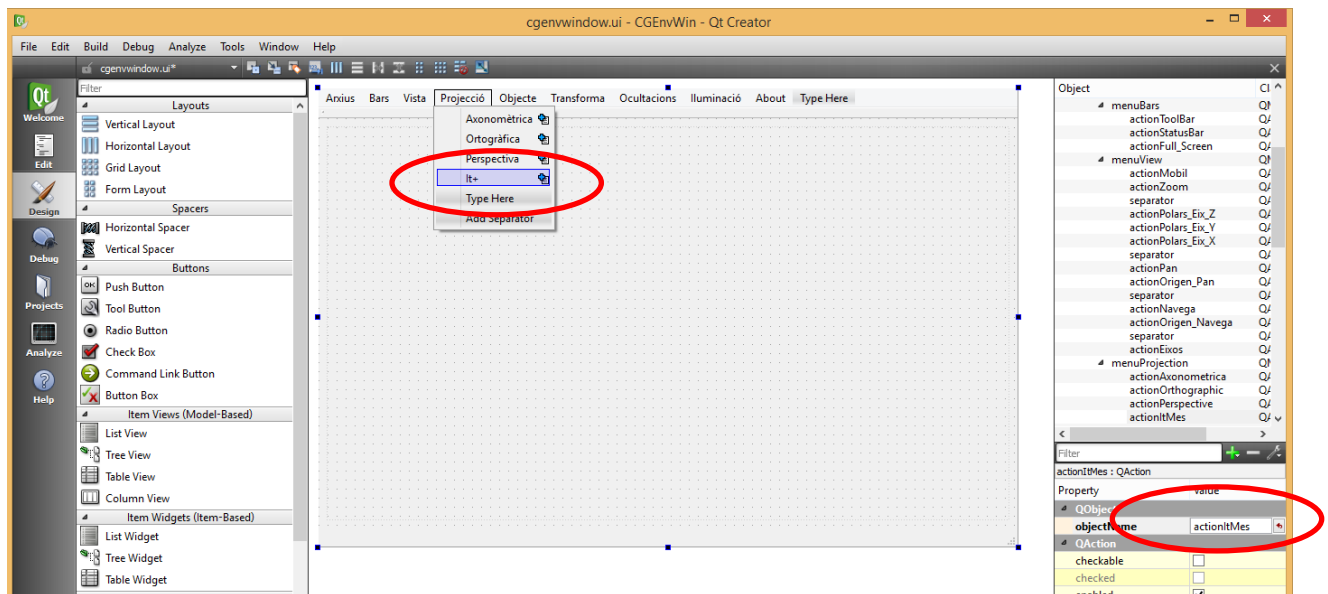 cgenvwindow.ui - CGEnvWin - Qt Creator
File Edit Build Debug Analyze Tools Window Help
cgenvwindow.ui*
Qt
Welcome
Edit
Design
Debug
Projects
Analyze
Help
Filter
Layouts
Vertical Layout
Horizontal Layout
Grid Layout
Form Layout
Spacers
Horizontal Spacer
Vertical Spacer
Buttons
OK Push Button
Tool Button
Radio Button
Check Box
Command Link Button
Button Box
Item Views (Model-Based)
List View
Tree View
Table View
Column View
Item Widgets (Item-Based)
List Widget
Tree Widget
Table Widget
Arxius Bars Vista Projecció Objecte Transforma Ocultacions Iluminació About Type Here
Axonomètrica
Ortogràfica
Perspectiva
It+
Type Here
Add Separator
Object
menuBars
actionToolBar
actionStatusBar
actionFull_Screen
menuView
actionMobil
actionZoom
separator
actionPolars_Eix_Z
actionPolars_Eix_Y
actionPolars_Eix_X
separator
actionPan
actionOrigen_Pan
separator
actionNavega
actionOrigen_Navega
separator
actionEixos
menuProjection
actionAxonometrica
actionOrthographic
actionPerspective
actionItMes
Filter
actionItMes : QAction
Property Value
QObject
objectName actionItMes
QAction
checkable
checked
enabled